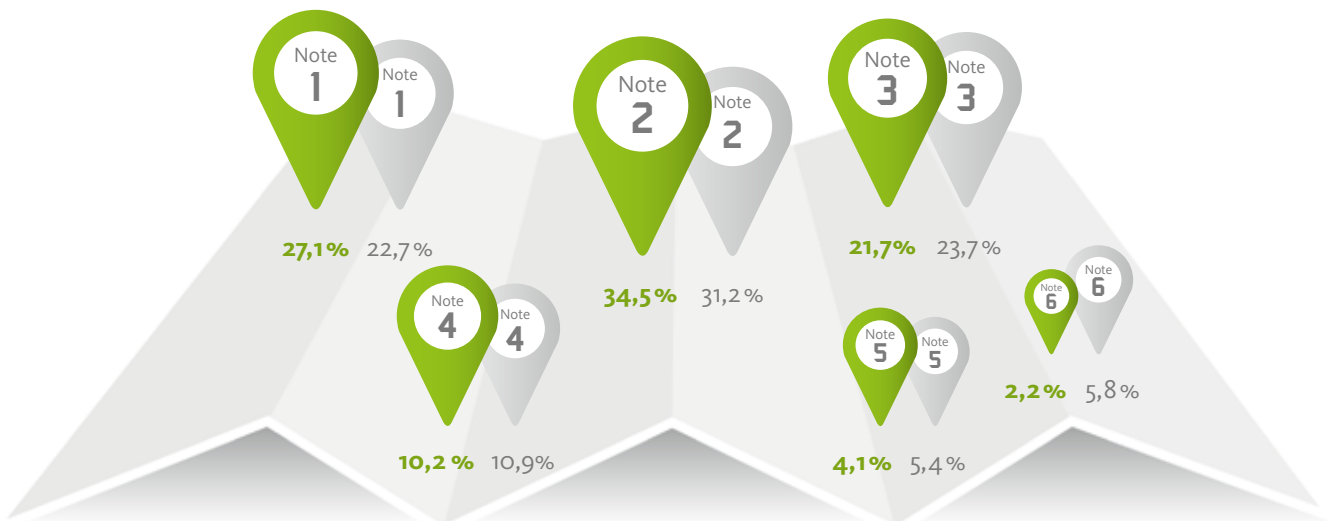 Note
1
Note
1
27,1 %
22,7 %
Note
2
Note
2
34,5 %
31,2 %
Note
3
Note
3
21,7 %
23,7 %
Note
4
Note
4
10,2 %
10,9%
Note
5
Note
5
4,1 %
5,4 %
Note
6
Note
6
2,2 %
5,8 %